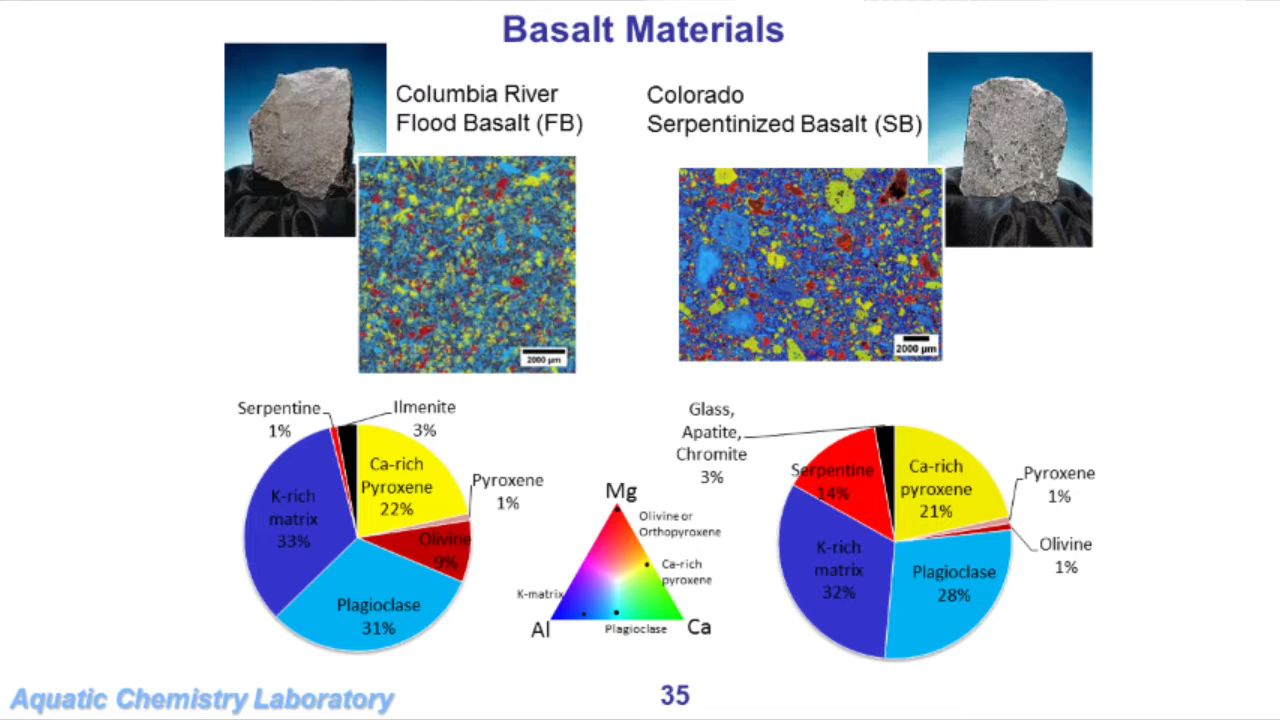 Basalt Materials
Columbia River
Flood Basalt (FB)
Colorado
Serpentinized Basalt (SB)
2000 µm
2000 µm
Serpentine
1%
Ilmenite
3%
Ca-rich
Pyroxene
22%
Pyroxene
1%
Olivine
9%
Plagioclase
31%
K-rich
matrix
33%
Mg
Olivine or
Orthopyroxene
Ca-rich
pyroxene
K-matrix
Al
Plagioclase
Ca
Glass,
Apatite,
Chromite
3%
Serpentine
14%
Ca-rich
pyroxene
21%
Pyroxene
1%
Olivine
1%
Plagioclase
28%
K-rich
matrix
32%
Aquatic Chemistry Laboratory
35